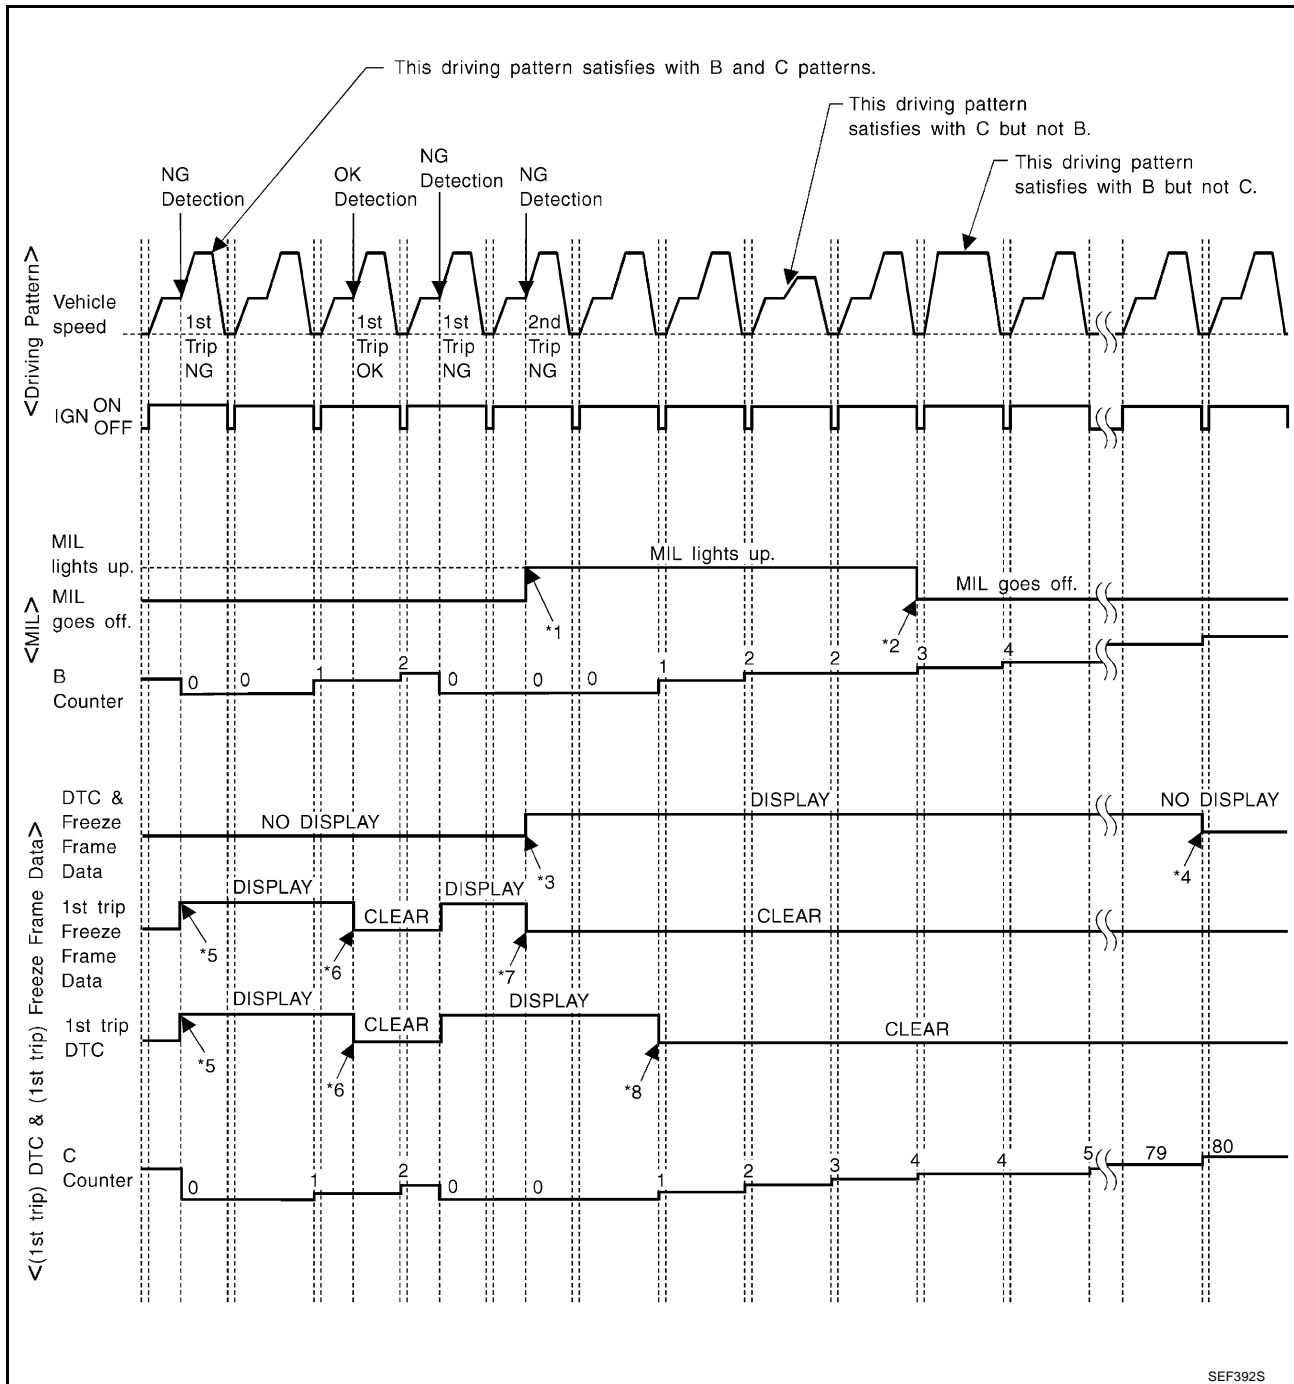 This driving pattern satisfies with B and C patterns.
This driving pattern
satisfies with C but not B.
This driving pattern
satisfies with B but not C.
NG
Detection
OK
Detection
NG
Detection
NG
Detection
<Driving Pattern>
Vehicle
speed
1st
Trip
NG
1st
Trip
OK
1st
Trip
NG
2nd
Trip
NG
IGN ON
OFF
<MIL>
MIL
lights up.
MIL
goes off.
MIL lights up.
MIL goes off.
*1
*2
B
Counter
0 0 1 2 0 0 0 1 2 2 3 4
<(1st trip) DTC & (1st trip) Freeze Frame Data>
DTC &
Freeze
Frame
Data
NO DISPLAY
DISPLAY
NO DISPLAY
*3
*4
1st trip
Freeze
Frame
Data
DISPLAY
CLEAR
DISPLAY
CLEAR
*5
*6
*7
1st trip
DTC
DISPLAY
CLEAR
DISPLAY
CLEAR
*5
*6
*8
C
Counter
0 1 2 0 0 1 2 3 4 4 5 79 80
SEF392S